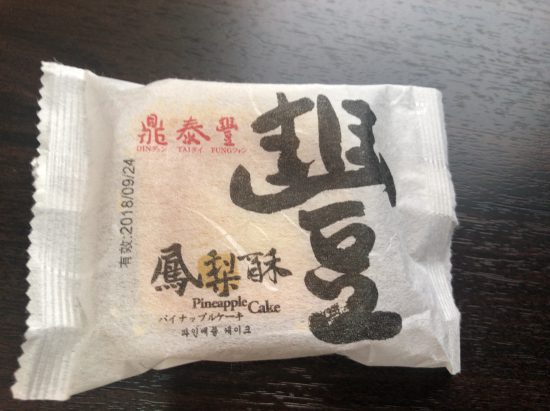 鼎 泰 豐
DINディン TAIタイ FUNGフォン
豐
有效:2018/09/24
鳳梨酥
Pineapple
Cake
パイナップルケーキ
파인애플 케이크